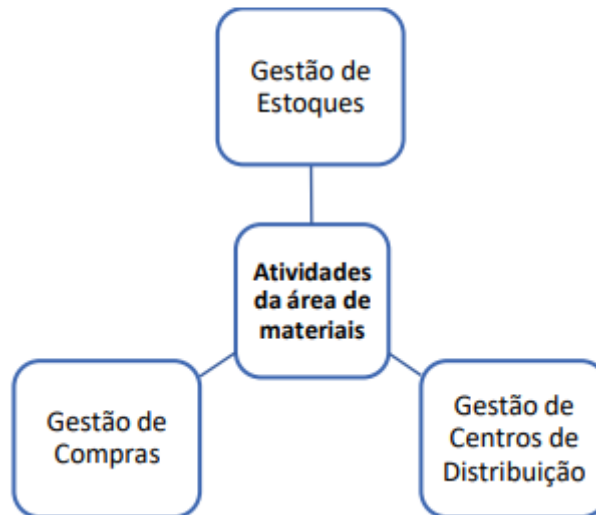 Gestão de
Estoques
Atividades
da área de
materiais
Gestão de
Compras
Gestão de
Centros de
Distribuição